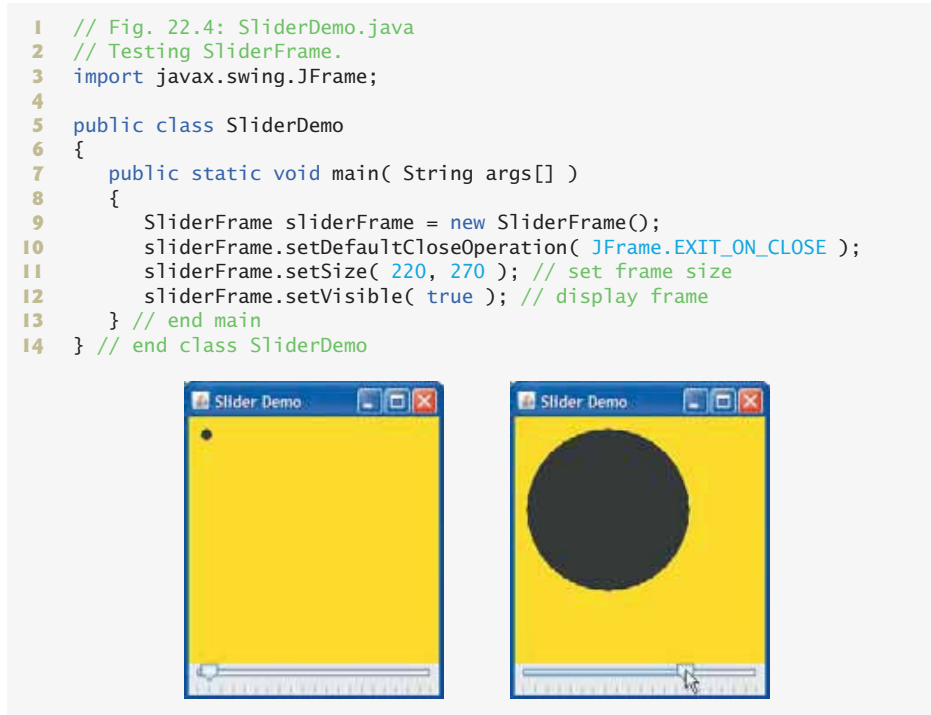 1 // Fig. 22.4: SliderDemo.java
2 // Testing SliderFrame.
3 import javax.swing.JFrame;
4
5 public class SliderDemo
6 {
7 public static void main( String args[] )
8 {
9 SliderFrame sliderFrame = new SliderFrame();
10 sliderFrame.setDefaultCloseOperation( JFrame.EXIT_ON_CLOSE );
11 sliderFrame.setSize( 220, 270 ); // set frame size
12 sliderFrame.setVisible( true ); // display frame
13 } // end main
14 } // end class SliderDemo
Slider Demo
Slider Demo